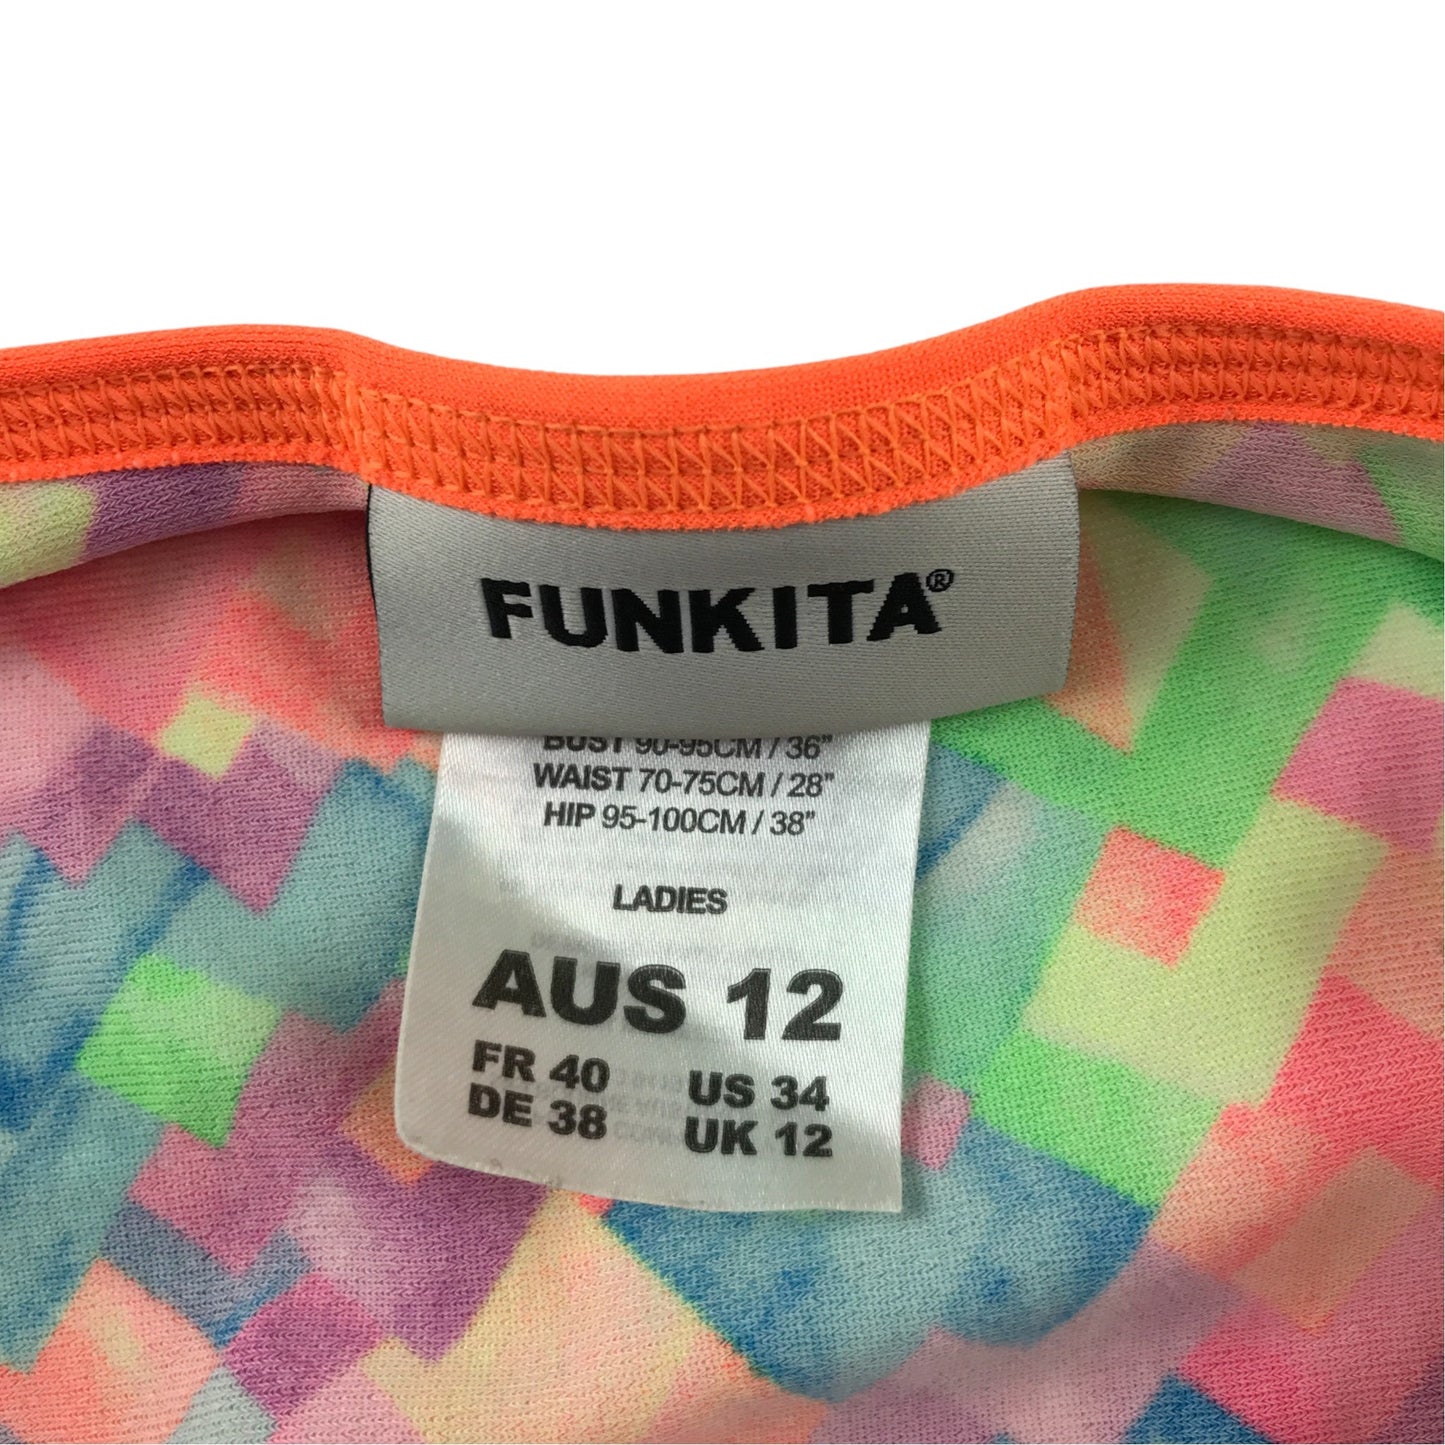 FUNKITA®
BUST 90-95CM / 36"
WAIST 70-75CM / 28"
HIP 95-100CM / 38"
LADIES
AUS 12
FR 40 US 34
DE 38 UK 12